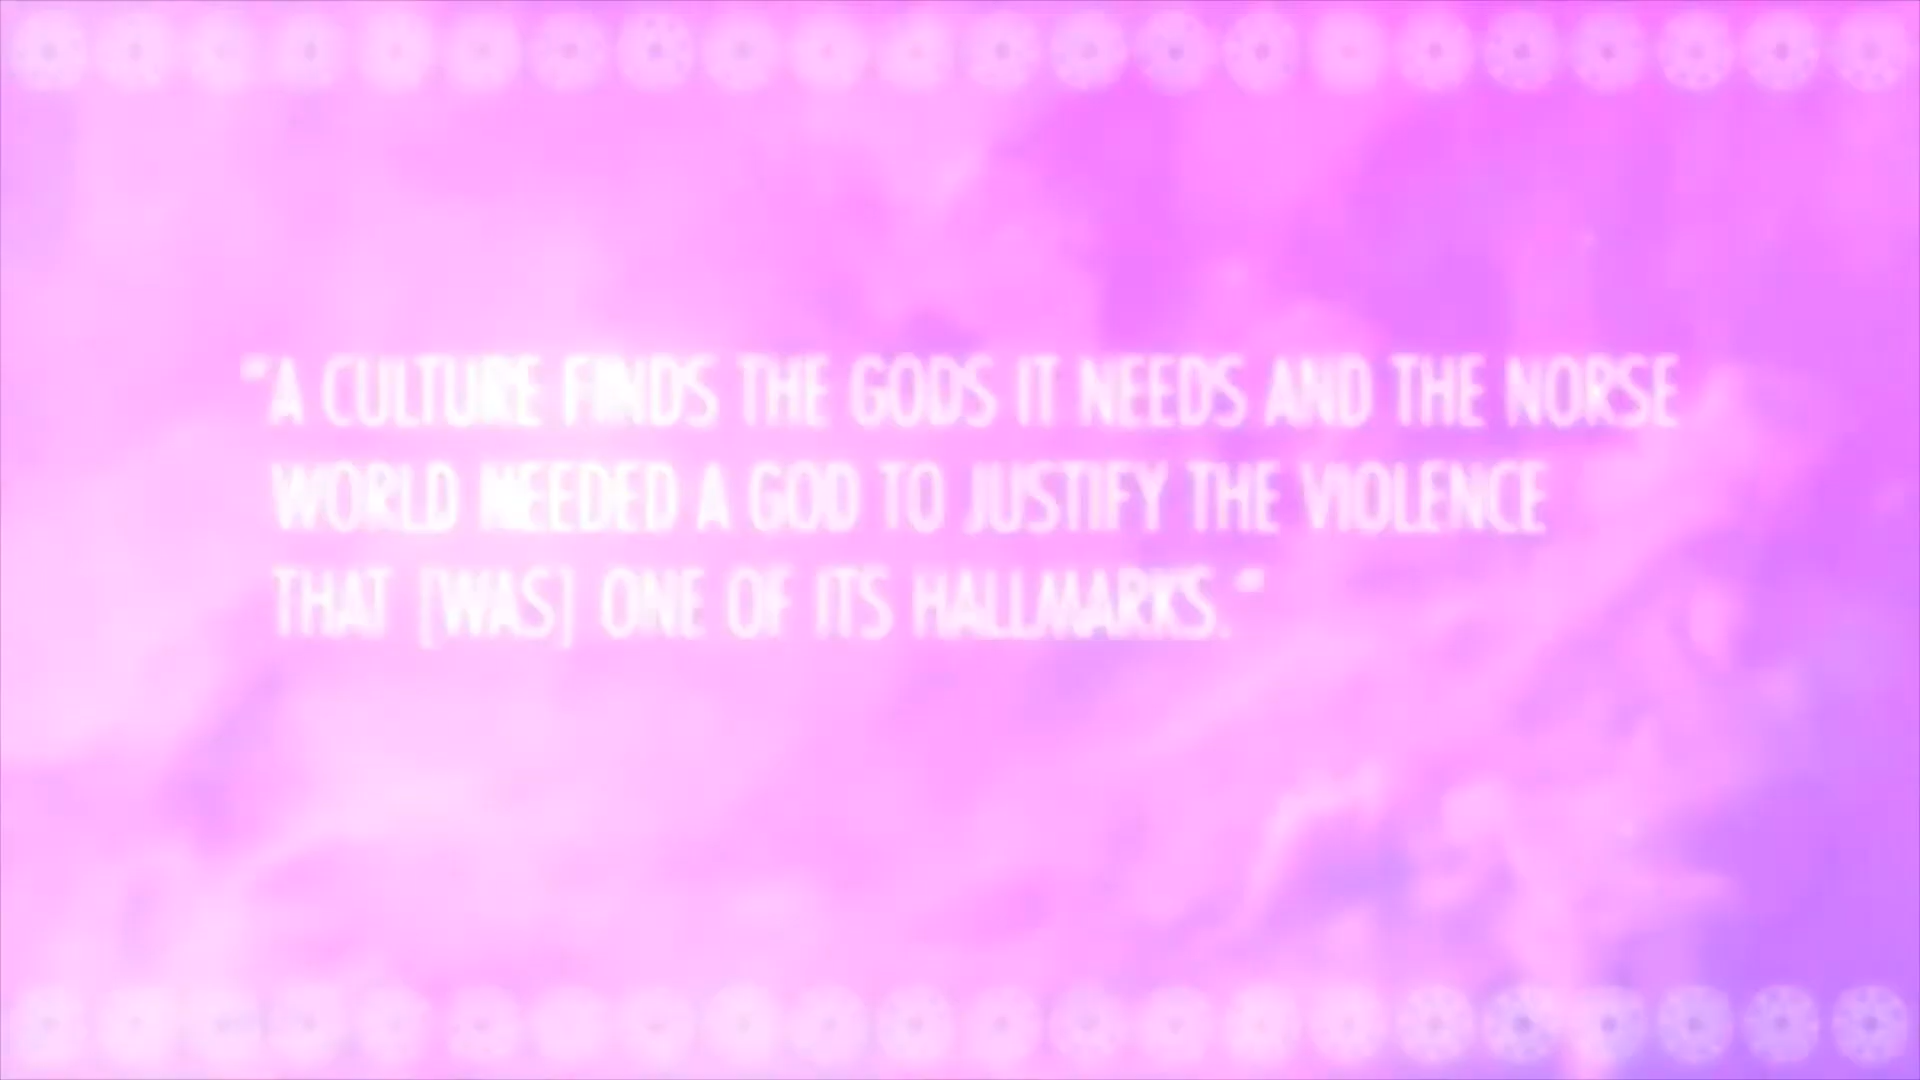 "A CULTURE FINDS THE GODS IT NEEDS AND THE NORSE
WORLD NEEDED A GOD TO JUSTIFY THE VIOLENCE
THAT [WAS] ONE OF ITS HALLMARKS."